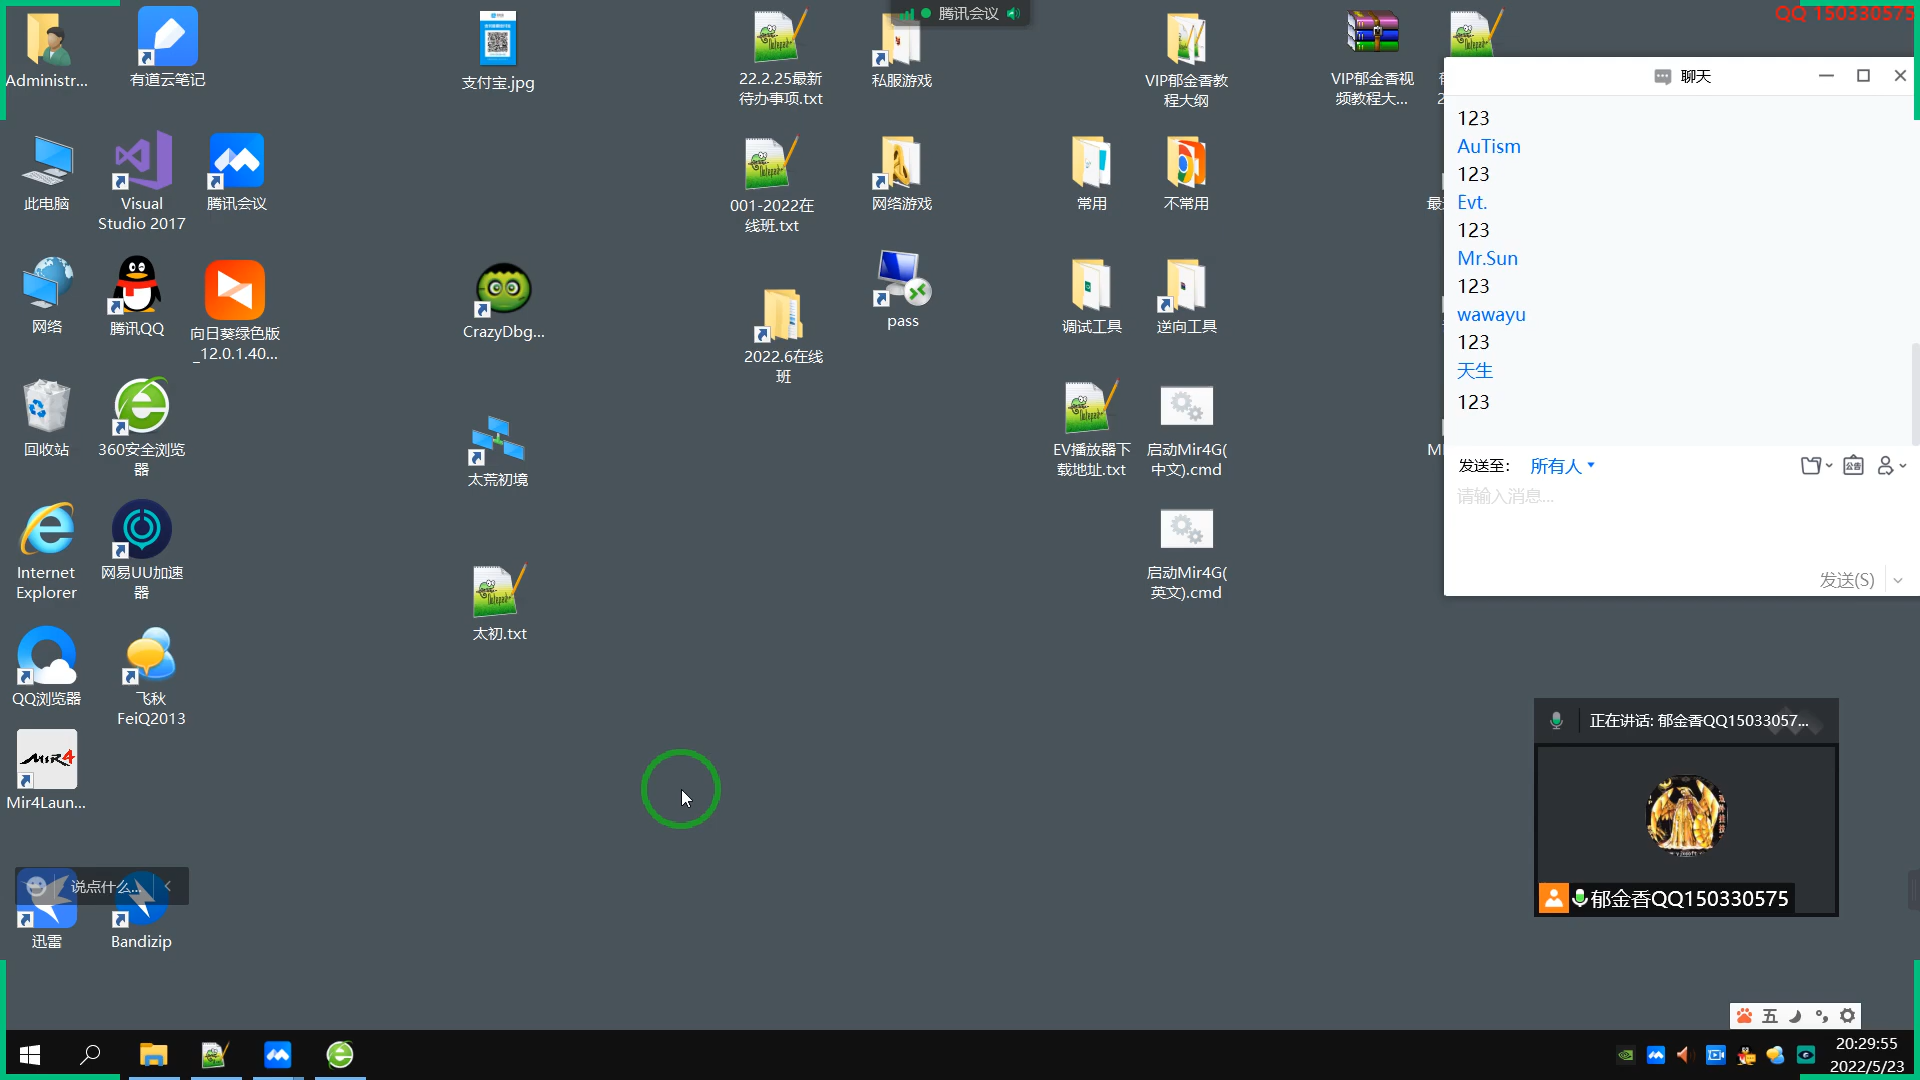 腾讯会议
QQ 150330575
Administr...
有道云笔记
支付宝.jpg
22.2.25最新
待办事项.txt
私服游戏
VIP郁金香教
程大纲
VIP郁金香视
频教程大...
此电脑
Visual
Studio 2017
腾讯会议
001-2022在
线班.txt
网络游戏
常用
不常用
网络
腾讯QQ
向日葵绿色版
_12.0.1.40...
CrazyDbg...
2022.6在线
班
pass
调试工具
逆向工具
回收站
360安全浏览
器
太荒初境
EV播放器下
载地址.txt
启动Mir4G(
中文).cmd
Internet
Explorer
网易UU加速
器
太初.txt
启动Mir4G(
英文).cmd
QQ浏览器
飞秋
FeiQ2013
MIR4
Mir4Laun...
说点什么...
迅雷
Bandizip
聊天
123
AuTism
123
Evt.
123
Mr.Sun
123
wawayu
123
天生
123
发送至:
所有人
公告
请输入消息...
发送(S)
正在讲话: 郁金香QQ15033057...
郁金香QQ150330575
五
20:29:55
2022/5/23